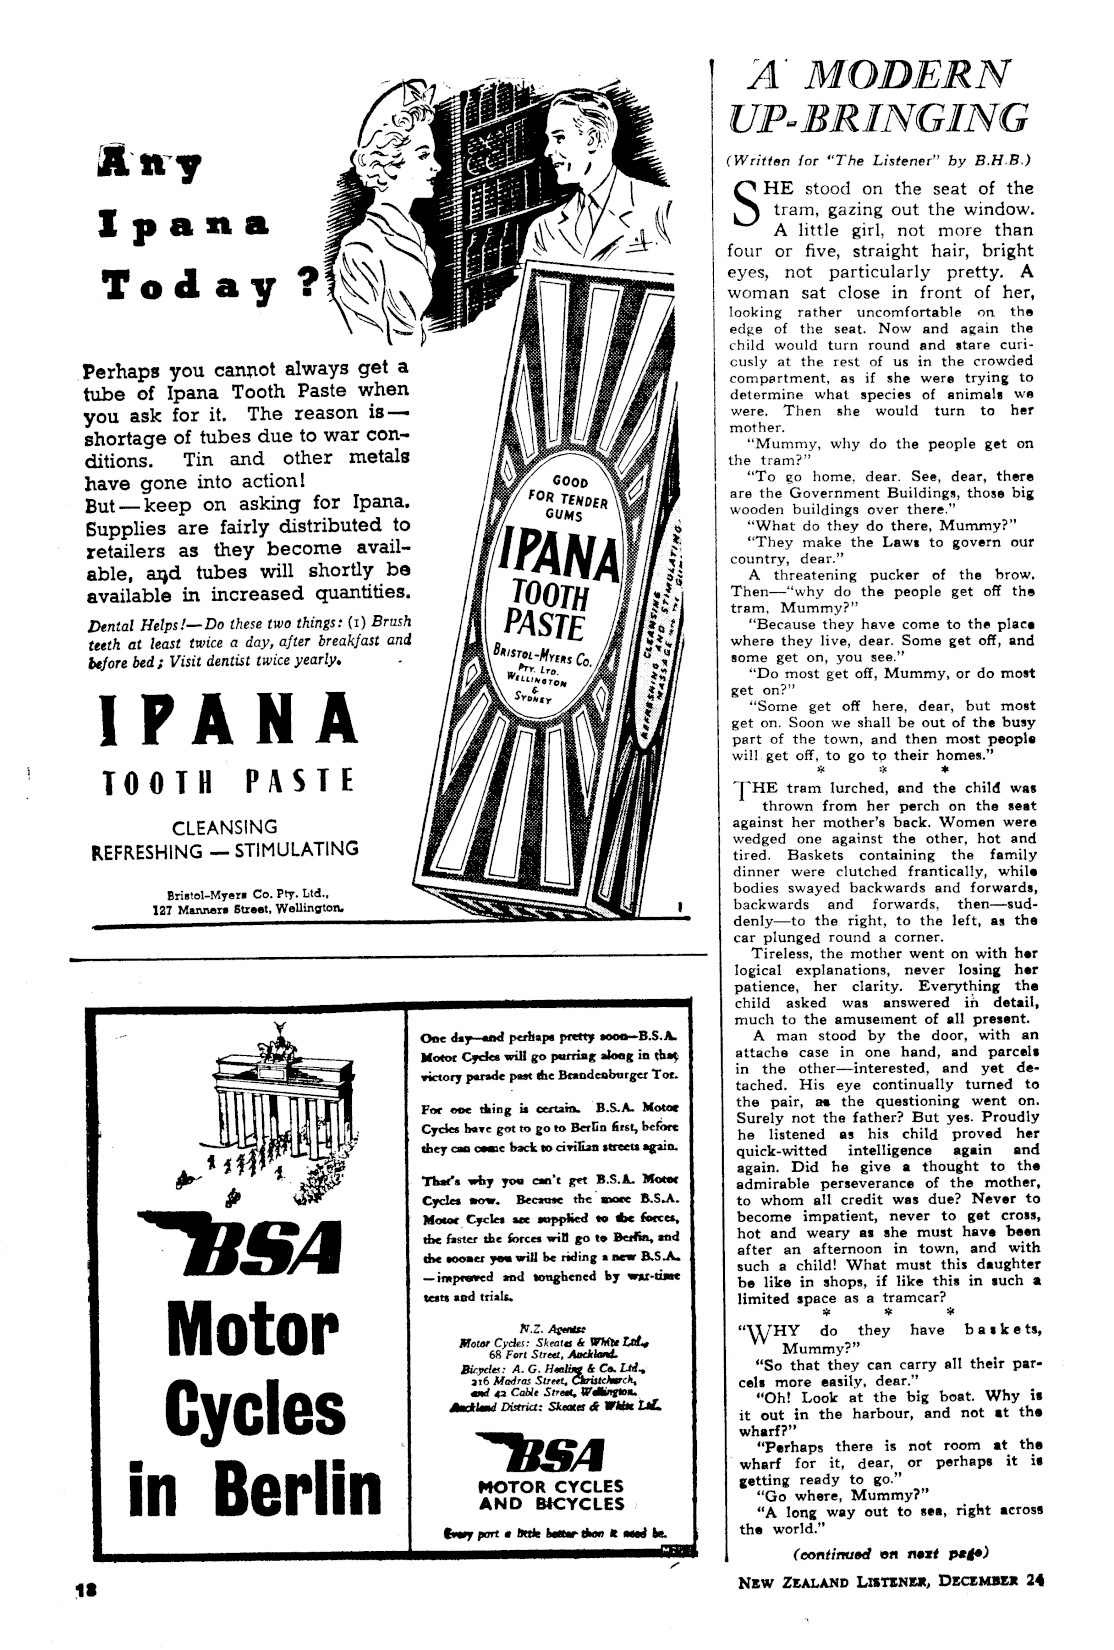 Any
Ipana
Today?
Perhaps you cannot always get a
tube of Ipana Tooth Paste when
you ask for it. The reason is—
shortage of tubes due to war con-
ditions. Tin and other metals
have gone into action!
But—keep on asking for Ipana.
Supplies are fairly distributed to
retailers as they become avail-
able, and tubes will shortly be
available in increased quantities.
Dental Helps!—Do these two things: (1) Brush
teeth at least twice a day, after breakfast and
before bed; Visit dentist twice yearly.
IPANA
TOOTH PASTE
CLEANSING
REFRESHING — STIMULATING
Bristol-Myers Co. Pty. Ltd.,
127 Manners Street, Wellington.
GOOD
FOR TENDER
GUMS
IPANA
TOOTH
PASTE
BRISTOL-MYERS CO.
PTY. LTD.
WELLINGTON
&
SYDNEY
CLEANSING
REFRESHING AND STIMULATING
MASSAGE INTO THE GUMS
BSA
Motor
Cycles
in Berlin
One day—and perhaps pretty soon—B.S.A.
Motor Cycles will go purring along in that
victory parade past the Brandenburger Tor.
For one thing is certain. B.S.A. Motor
Cycles have got to go to Berlin first, before
they can come back to civilian streets again.
That's why you can't get B.S.A. Motor
Cycles now. Because the more B.S.A.
Motor Cycles are supplied to the forces,
the faster the forces will go to Berlin, and
the sooner you will be riding a new B.S.A.
—improved and toughened by war-time
tests and trials.
N.Z. Agents:
Motor Cycles: Skeates & White Ltd.,
68 Fort Street, Auckland.
Bicycles: A. G. Healing & Co. Ltd.,
216 Madras Street, Christchurch,
and 42 Cable Street, Wellington.
Auckland District: Skeates & White Ltd.
BSA
MOTOR CYCLES
AND BICYCLES
Every part a little better than it need be.
18
A MODERN
UP-BRINGING
(Written for "The Listener" by B.H.B.)
SHE stood on the seat of the
tram, gazing out the window.
A little girl, not more than
four or five, straight hair, bright
eyes, not particularly pretty. A
woman sat close in front of her,
looking rather uncomfortable on the
edge of the seat. Now and again the
child would turn round and stare curi-
ously at the rest of us in the crowded
compartment, as if she were trying to
determine what species of animals we
were. Then she would turn to her
mother.
"Mummy, why do the people get on
the tram?"
"To go home, dear. See, dear, there
are the Government Buildings, those big
wooden buildings over there."
"What do they do there, Mummy?"
"They make the Laws to govern our
country, dear."
A threatening pucker of the brow.
Then—"why do the people get off the
tram, Mummy?"
"Because they have come to the place
where they live, dear. Some get off, and
some get on, you see."
"Do most get off, Mummy, or do most
get on?"
"Some get off here, dear, but most
get on. Soon we shall be out of the busy
part of the town, and then most people
will get off, to go to their homes."
* * *
THE tram lurched, and the child was
thrown from her perch on the seat
against her mother's back. Women were
wedged one against the other, hot and
tired. Baskets containing the family
dinner were clutched frantically, while
bodies swayed backwards and forwards,
backwards and forwards, then—sud-
denly—to the right, to the left, as the
car plunged round a corner.
Tireless, the mother went on with her
logical explanations, never losing her
patience, her clarity. Everything the
child asked was answered in detail,
much to the amusement of all present.
A man stood by the door, with an
attache case in one hand, and parcels
in the other—interested, and yet de-
tached. His eye continually turned to
the pair, as the questioning went on.
Surely not the father? But yes. Proudly
he listened as his child proved her
quick-witted intelligence again and
again. Did he give a thought to the
admirable perseverance of the mother,
to whom all credit was due? Never to
become impatient, never to get cross,
hot and weary as she must have been
after an afternoon in town, and with
such a child! What must this daughter
be like in shops, if like this in such a
limited space as a tramcar?
* * *
"WHY do they have baskets,
Mummy?"
"So that they can carry all their par-
cels more easily, dear."
"Oh! Look at the big boat. Why is
it out in the harbour, and not at the
wharf?"
"Perhaps there is not room at the
wharf for it, dear, or perhaps it is
getting ready to go."
"Go where, Mummy?"
"A long way out to sea, right across
the world."
(continued on next page)
NEW ZEALAND LISTENER, DECEMBER 24